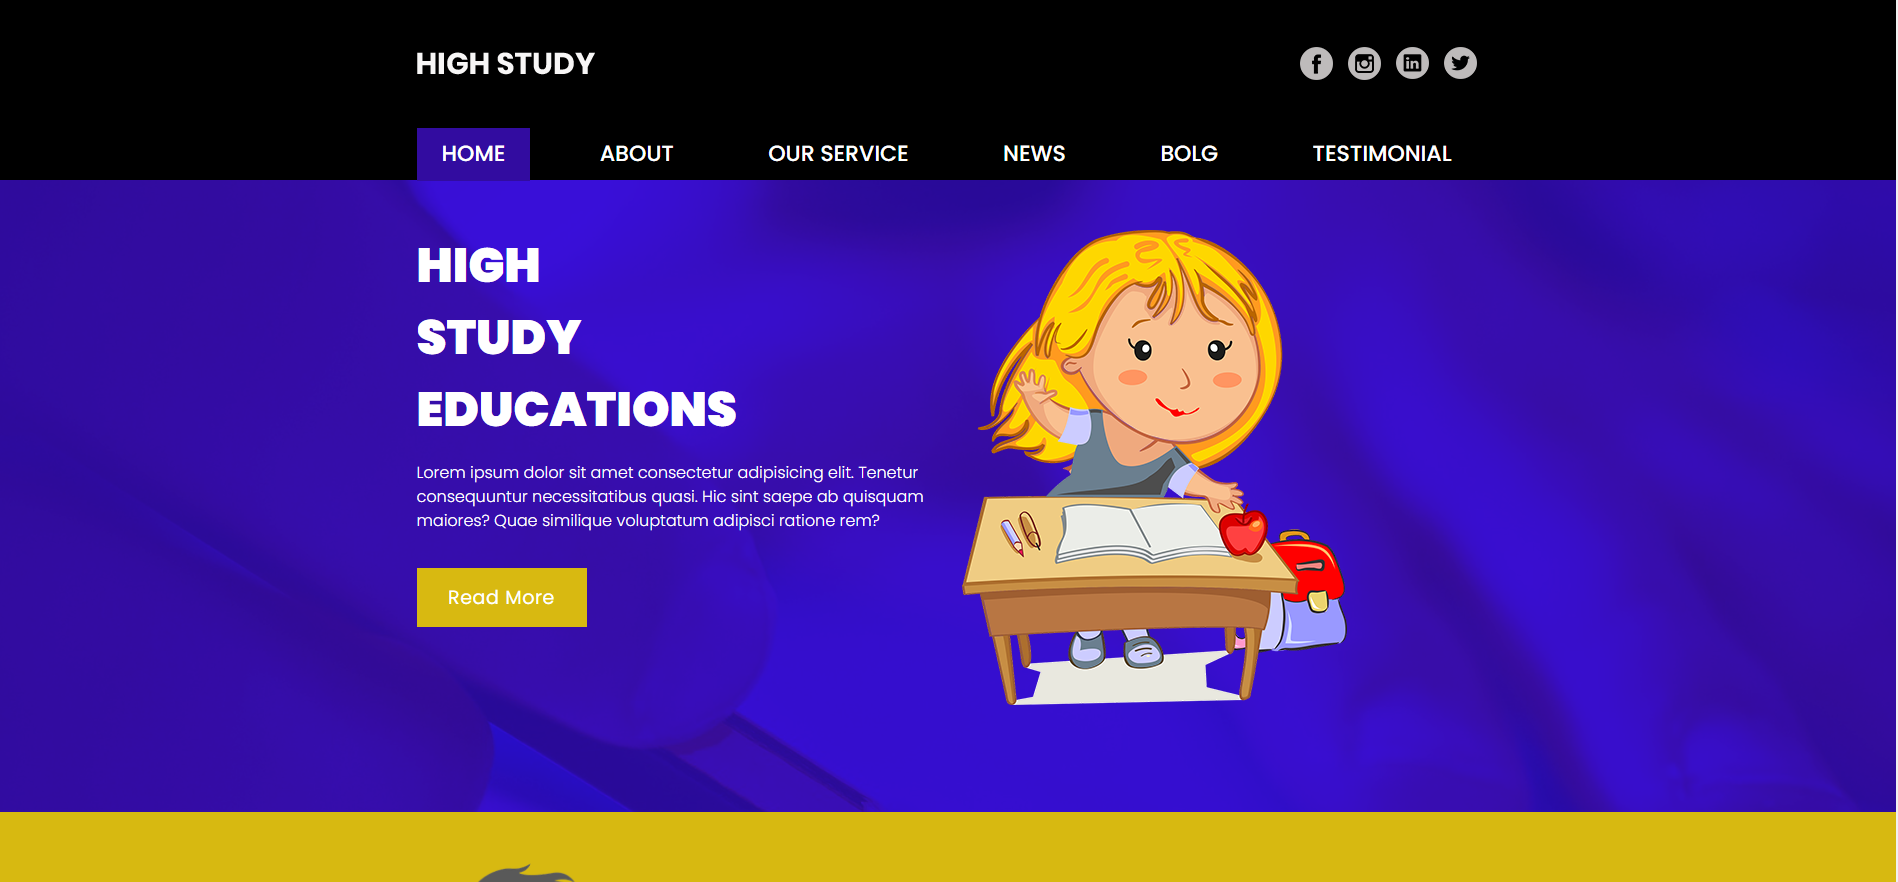 HIGH STUDY
HOME ABOUT OUR SERVICE NEWS BOLG TESTIMONIAL
HIGH
STUDY
EDUCATIONS
Lorem ipsum dolor sit amet consectetur adipisicing elit. Tenetur
consequuntur necessitatibus quasi. Hic sint saepe ab quisquam
maiores? Quae similique voluptatum adipisci ratione rem?
Read More